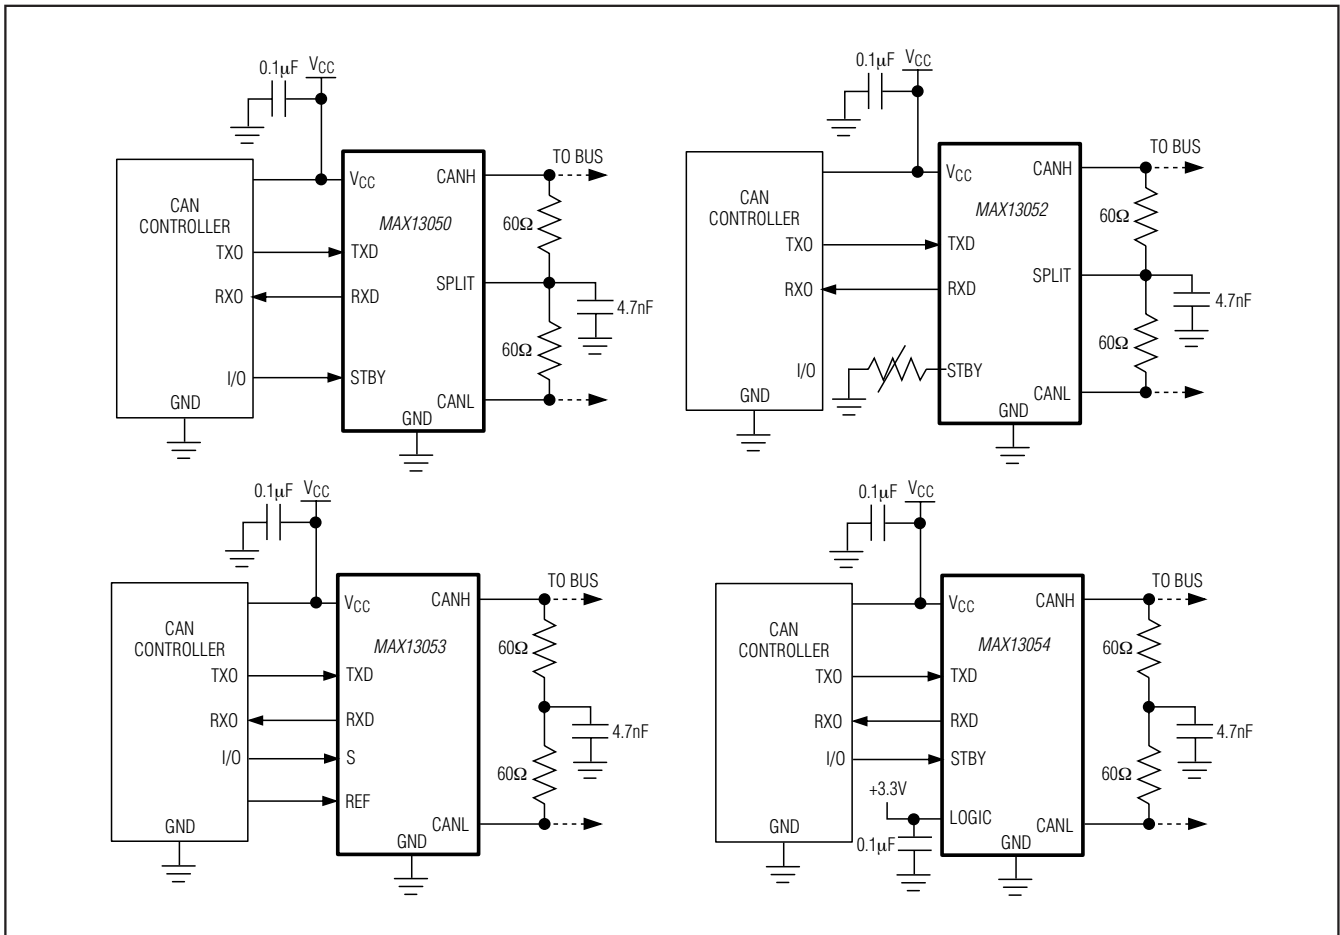 0.1µF
VCC
CAN
CONTROLLER
TXO
RXO
I/O
GND
VCC
MAX13050
TXD
RXD
STBY
CANH
SPLIT
CANL
GND
TO BUS
60Ω
4.7nF
60Ω
0.1µF
VCC
CAN
CONTROLLER
TXO
RXO
I/O
GND
VCC
MAX13052
TXD
RXD
STBY
CANH
SPLIT
CANL
GND
TO BUS
60Ω
4.7nF
60Ω
0.1µF
VCC
CAN
CONTROLLER
TXO
RXO
I/O
GND
VCC
MAX13053
TXD
RXD
S
REF
CANH
CANL
GND
TO BUS
60Ω
4.7nF
60Ω
0.1µF
VCC
CAN
CONTROLLER
TXO
RXO
I/O
GND
VCC
MAX13054
TXD
RXD
STBY
+3.3V
LOGIC
0.1µF
CANH
CANL
GND
TO BUS
60Ω
4.7nF
60Ω